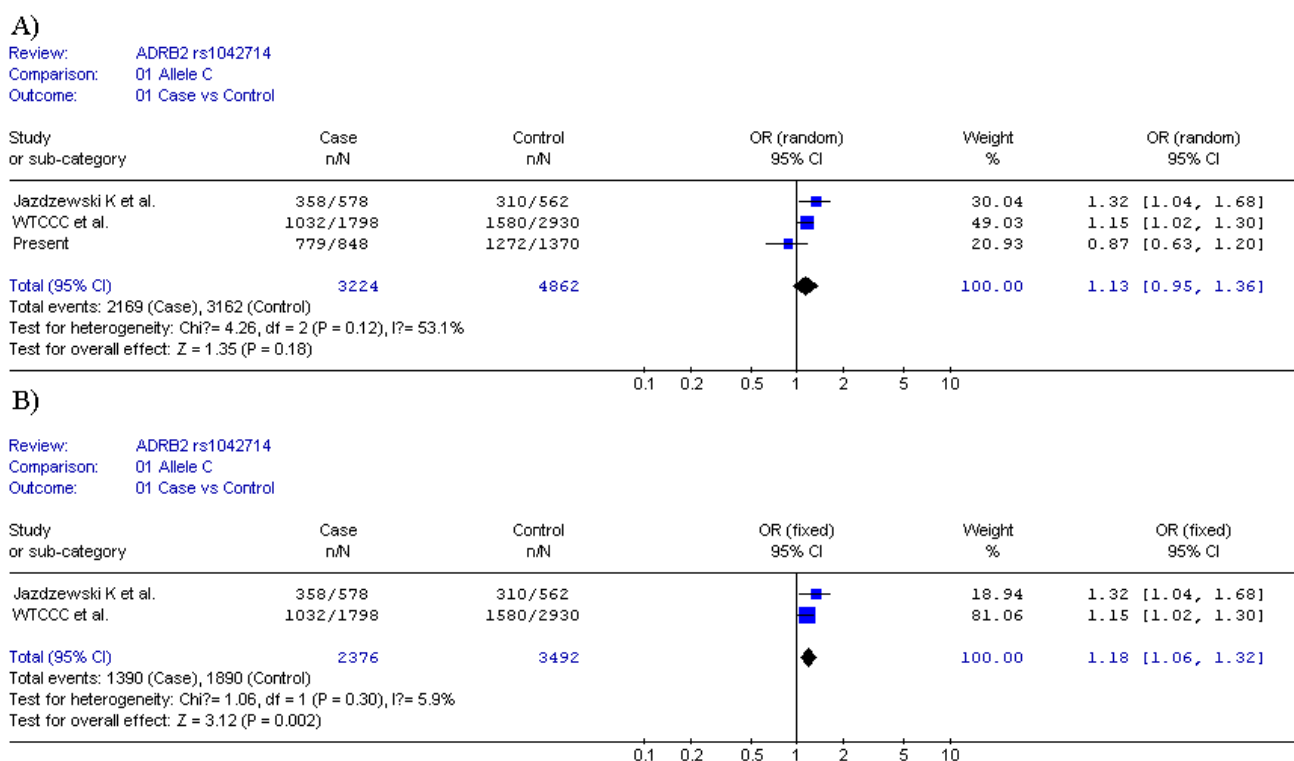 A)
Review: ADRB2 rs1042714
Comparison: 01 Allele C
Outcome: 01 Case vs Control
Study Case Control OR (random) Weight OR (random)
or sub-category n/N n/N 95% CI % 95% CI
Jazdzewski K et al. 358/578 310/562 30.04 1.32 [1.04, 1.68]
WTCCC et al. 1032/1798 1580/2930 49.03 1.15 [1.02, 1.30]
Present 779/848 1272/1370 20.93 0.87 [0.63, 1.20]
Total (95% CI) 3224 4862 100.00 1.13 [0.95, 1.36]
Total events: 2169 (Case), 3162 (Control)
Test for heterogeneity: Chi?= 4.26, df = 2 (P = 0.12), I?= 53.1%
Test for overall effect: Z = 1.35 (P = 0.18)
0.1 0.2 0.5 1 2 5 10
B)
Review: ADRB2 rs1042714
Comparison: 01 Allele C
Outcome: 01 Case vs Control
Study Case Control OR (fixed) Weight OR (fixed)
or sub-category n/N n/N 95% CI % 95% CI
Jazdzewski K et al. 358/578 310/562 18.94 1.32 [1.04, 1.68]
WTCCC et al. 1032/1798 1580/2930 81.06 1.15 [1.02, 1.30]
Total (95% CI) 2376 3492 100.00 1.18 [1.06, 1.32]
Total events: 1390 (Case), 1890 (Control)
Test for heterogeneity: Chi?= 1.06, df = 1 (P = 0.30), I?= 5.9%
Test for overall effect: Z = 3.12 (P = 0.002)
0.1 0.2 0.5 1 2 5 10